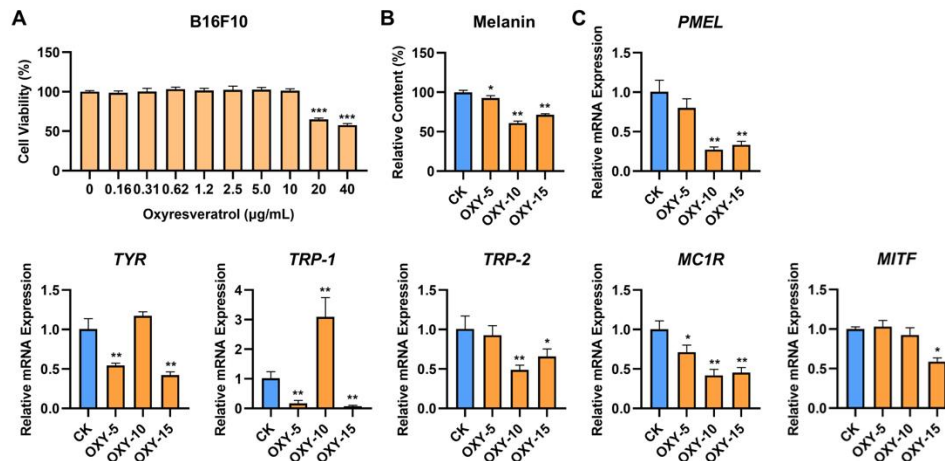 A
B16F10
Cell Viability (%)
150
100
50
0
***
***
0 0.16 0.31 0.62 1.2 2.5 5.0 10 20 40
Oxyresveratrol (μg/mL)
B
Melanin
Relative Content (%)
150
100
50
0
*
**
**
CK OXY-5 OXY-10 OXY-15
C
PMEL
Relative mRNA Expression
1.5
1.0
0.5
0.0
**
**
CK OXY-5 OXY-10 OXY-15
TYR
Relative mRNA Expression
1.5
1.0
0.5
0.0
**
**
CK OXY-5 OXY-10 OXY-15
TRP-1
Relative mRNA Expression
4
3
2
1
0
**
**
**
CK OXY-5 OXY-10 OXY-15
TRP-2
Relative mRNA Expression
1.5
1.0
0.5
0.0
**
*
CK OXY-5 OXY-10 OXY-15
MC1R
Relative mRNA Expression
1.5
1.0
0.5
0.0
*
**
**
CK OXY-5 OXY-10 OXY-15
MITF
Relative mRNA Expression
1.5
1.0
0.5
0.0
*
CK OXY-5 OXY-10 OXY-15